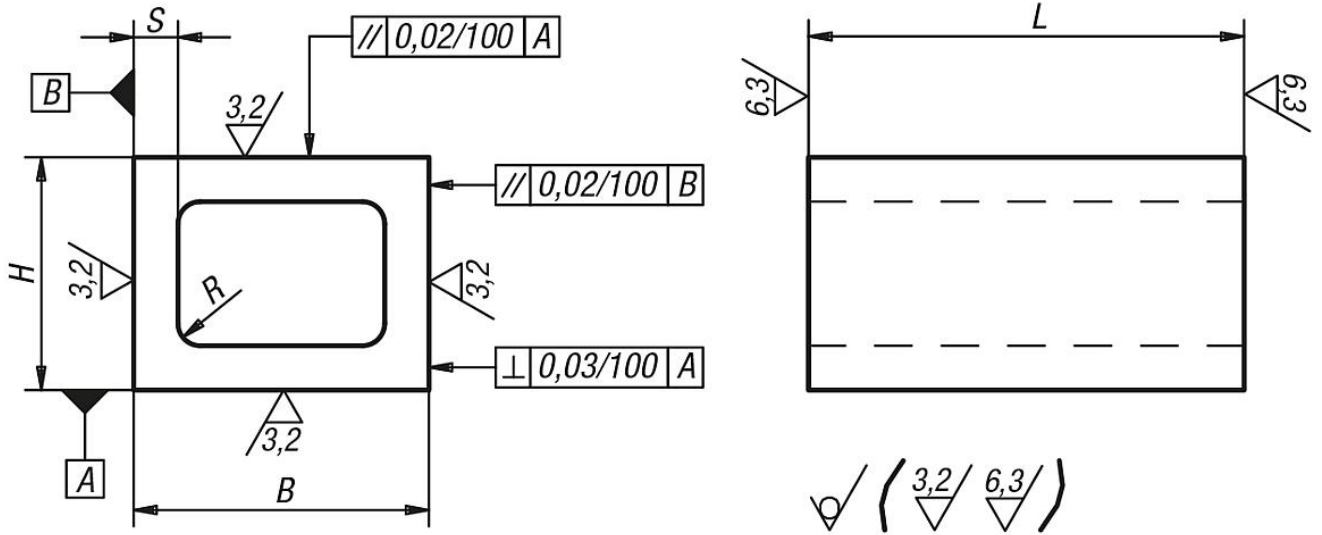 S
// 0,02/100 A
B
3,2
// 0,02/100 B
H
3,2
R
3,2
⊥ 0,03/100 A
3,2
A
B
L
6,3
6,3
3,2 6,3